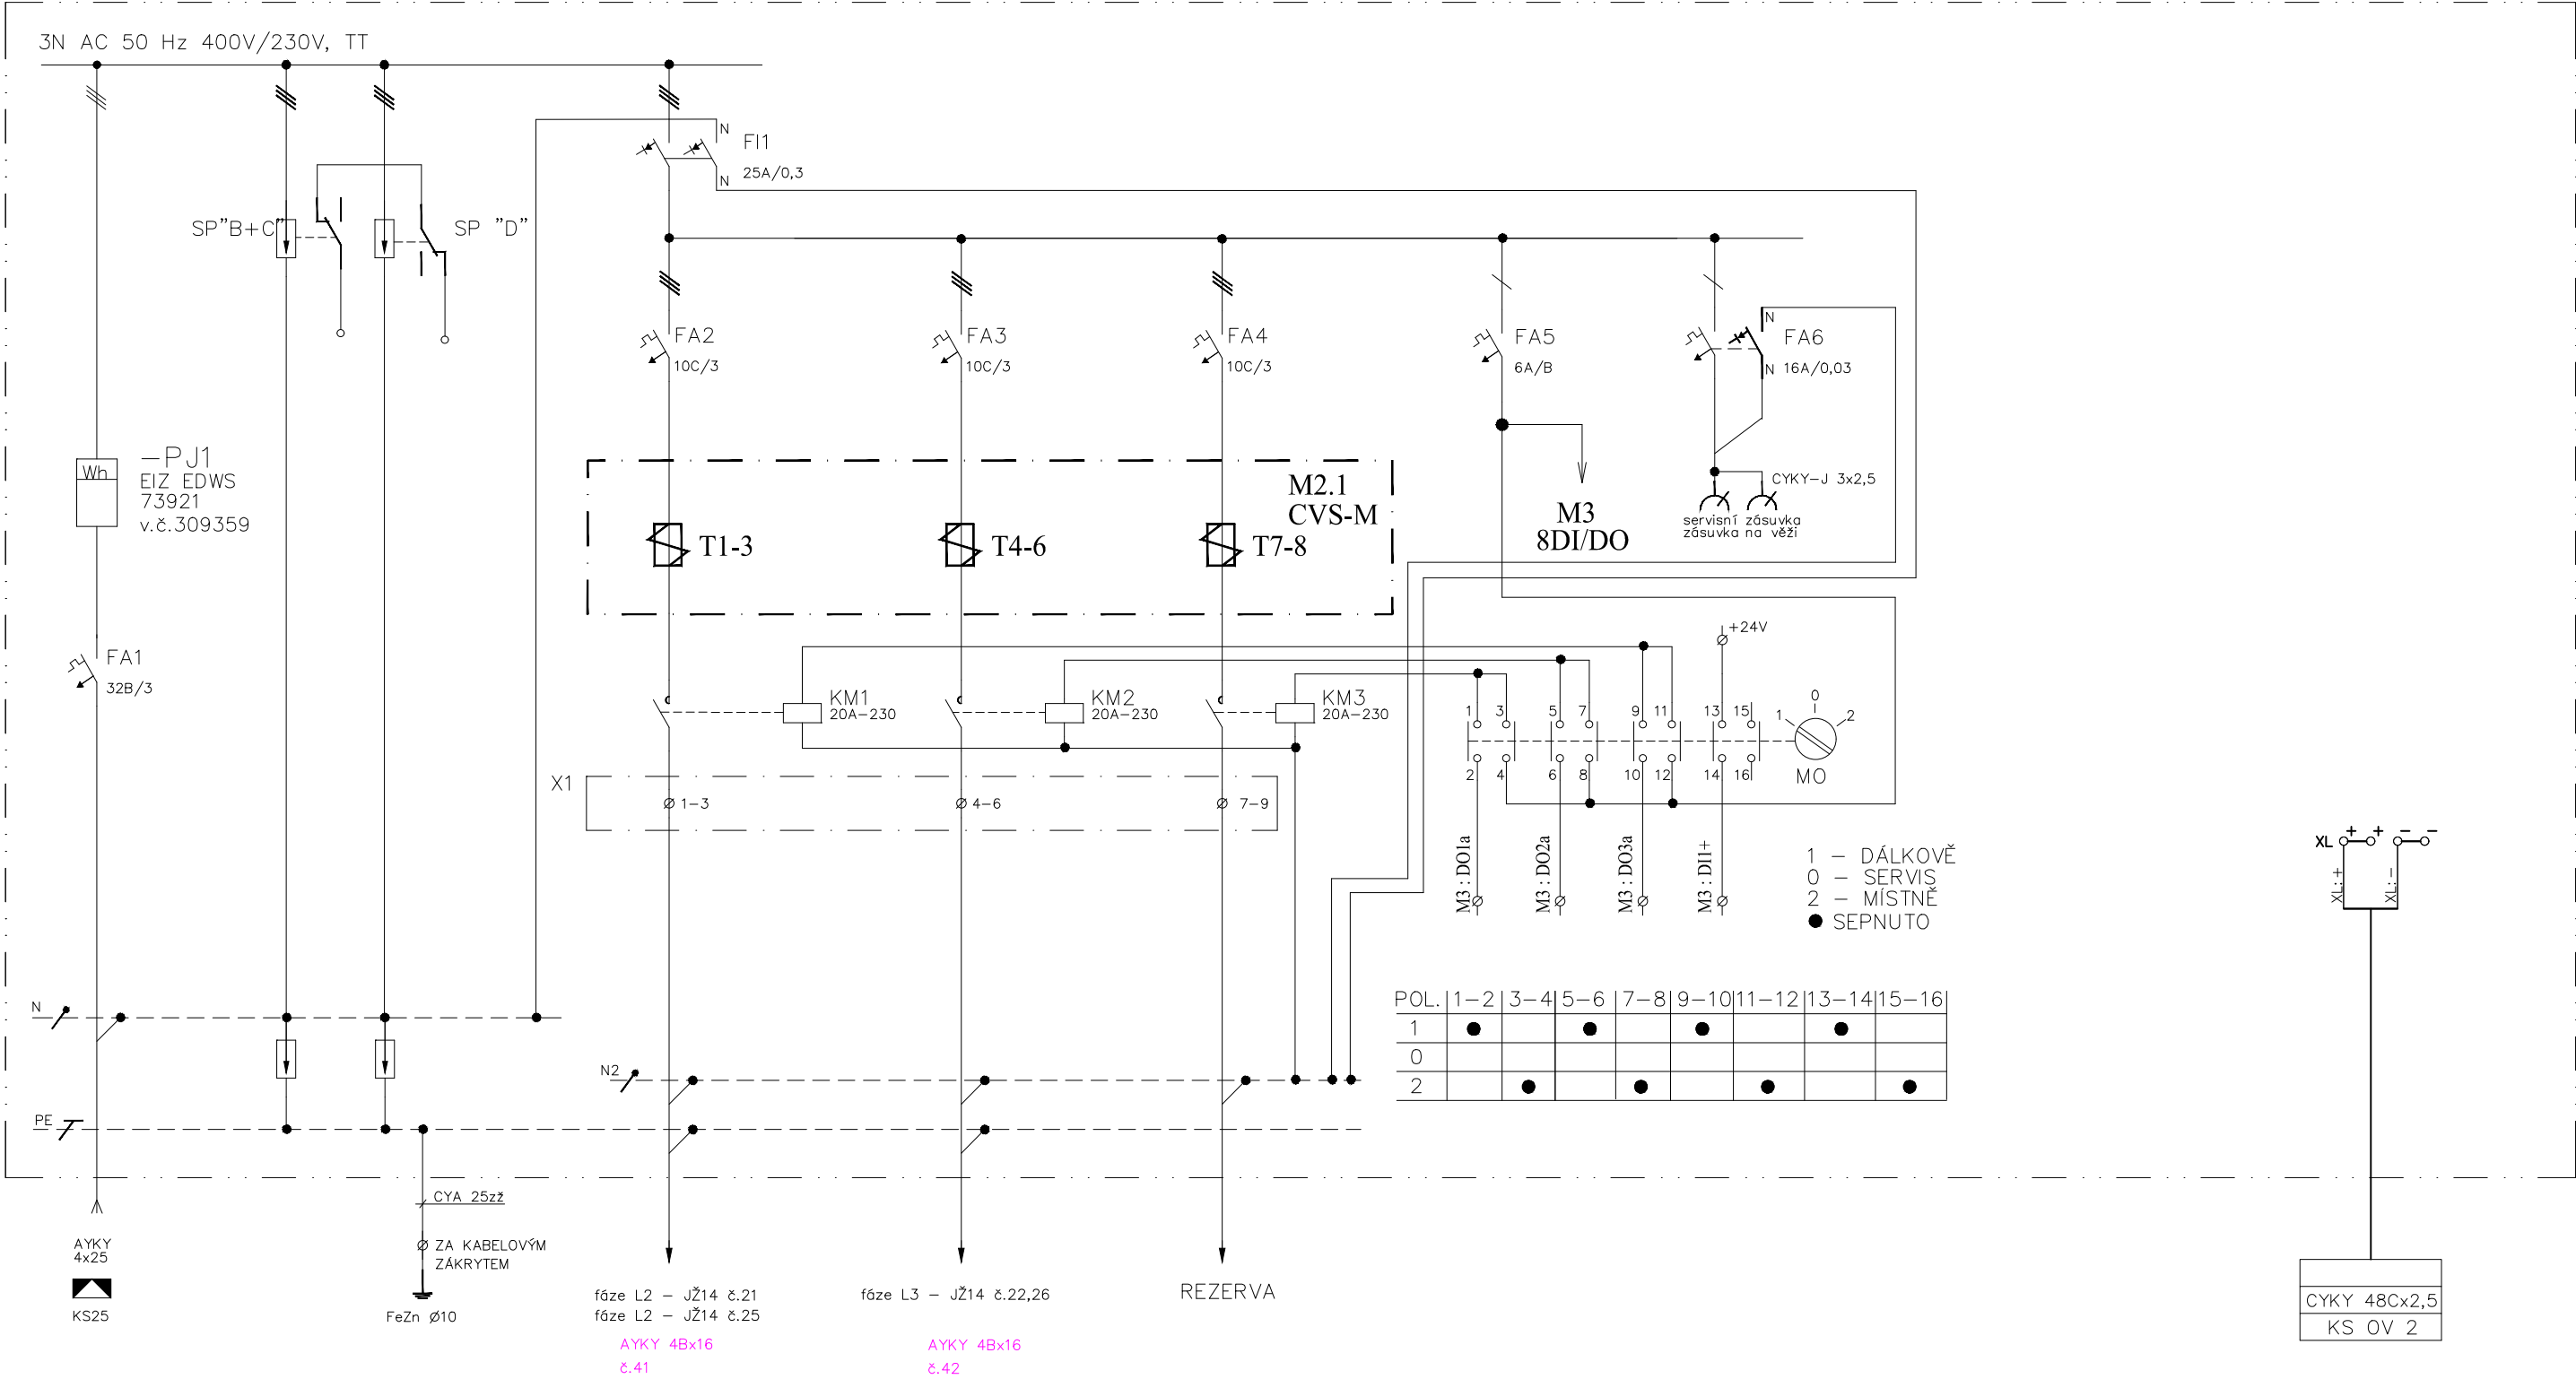 3N AC 50 Hz 400V/230V, TT
N
FI1
25A/0,3
N
SP"B+C"
SP "D"
FA2
10C/3
FA3
10C/3
FA4
10C/3
FA5
6A/B
N
FA6
N 16A/0,03
Wh
-PJ1
EIZ EDWS
73921
v.č.309359
M2.1
CVS-M
T1-3
T4-6
T7-8
M3
8DI/DO
CYKY-J 3x2,5
servisní zásuvka
zásuvka na věži
FA1
32B/3
+24V
KM1
20A-230
KM2
20A-230
KM3
20A-230
1 3 5 7 9 11 13 15
1 0 2
2 4 6 8 10 12 14 16
MO
X1
1-3
4-6
7-9
M3 : DO1a
M3 : DO2a
M3 : DO3a
M3 : DI1+
1 - DÁLKOVĚ
0 - SERVIS
2 - MÍSTNĚ
● SEPNUTO
XL + + - -
XL:+
XL:-
POL. 1-2 3-4 5-6 7-8 9-10 11-12 13-14 15-16
1 ● ● ● ●
0
2 ● ● ● ●
N
N2
PE
CYA 25zž
ZA KABELOVÝM
ZÁKRYTEM
FeZn Ø10
AYKY
4x25
KS25
fáze L2 - JŽ14 č.21
fáze L2 - JŽ14 č.25
AYKY 4Bx16
č.41
fáze L3 - JŽ14 č.22,26
AYKY 4Bx16
č.42
REZERVA
CYKY 48Cx2,5
KS OV 2